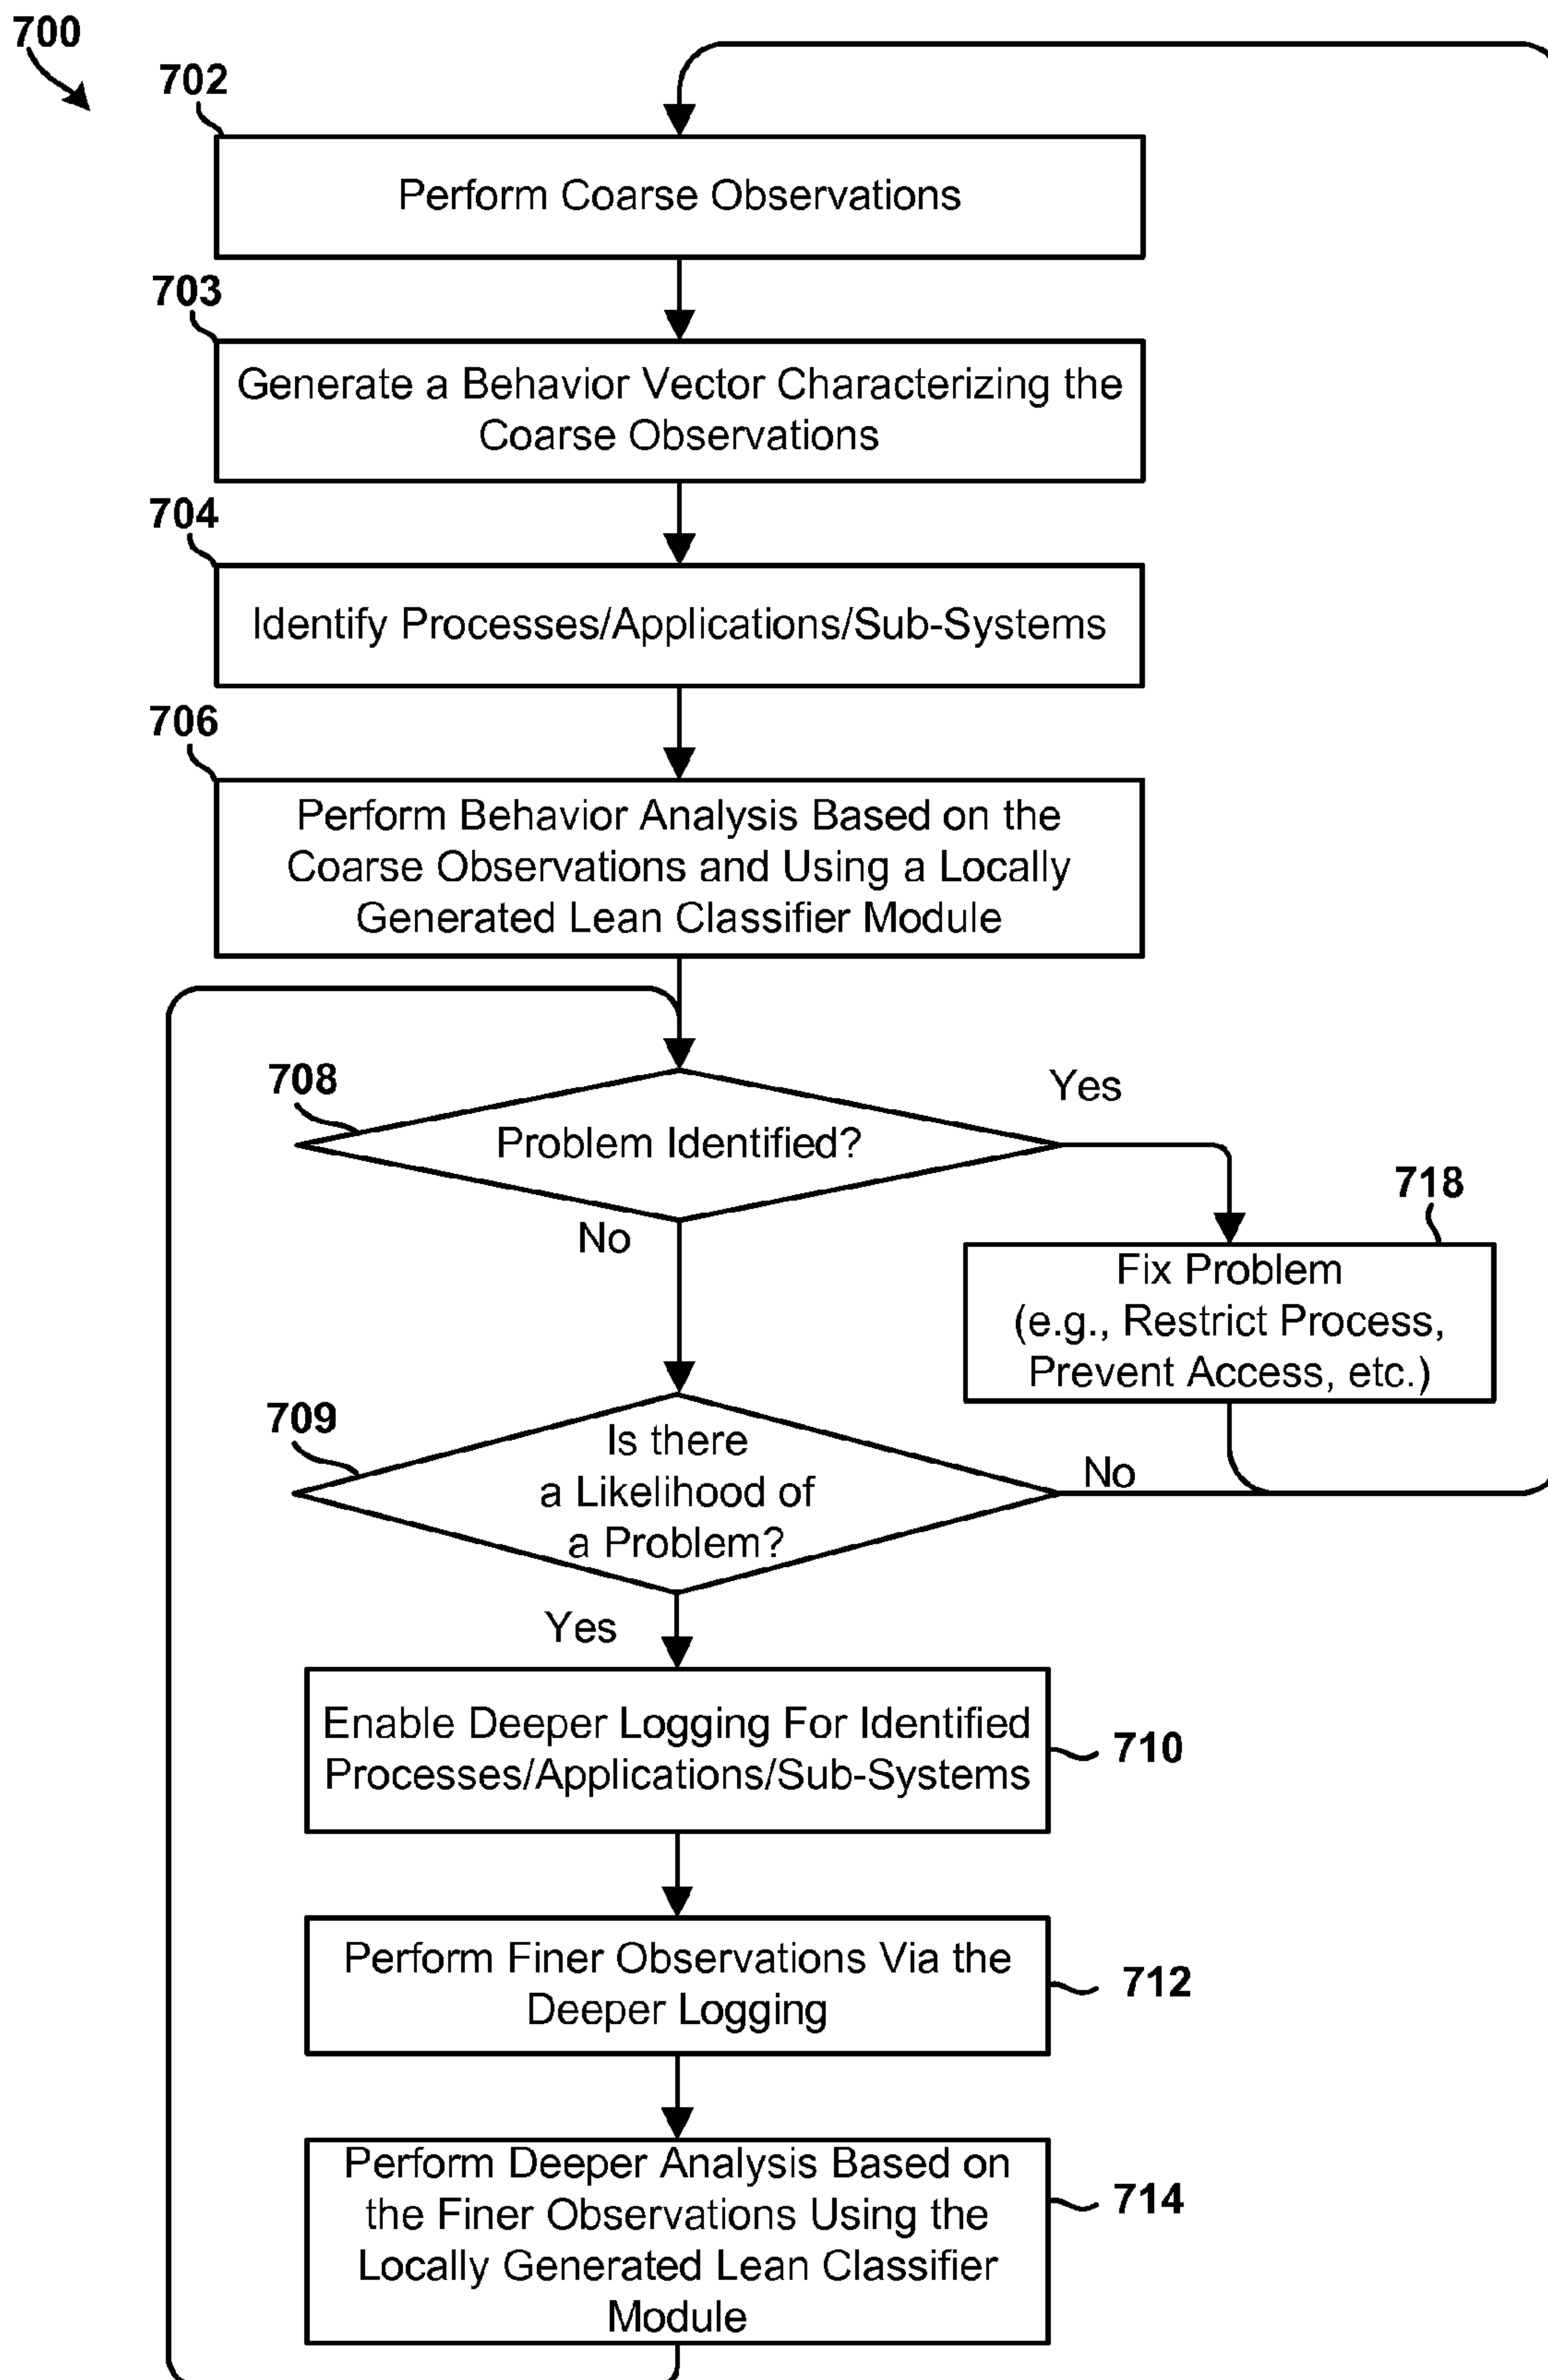 700
702
Perform Coarse Observations
703
Generate a Behavior Vector Characterizing the
Coarse Observations
704
Identify Processes/Applications/Sub-Systems
706
Perform Behavior Analysis Based on the
Coarse Observations and Using a Locally
Generated Lean Classifier Module
708
Problem Identified?
Yes
No
718
Fix Problem
(e.g., Restrict Process,
Prevent Access, etc.)
709
Is there
a Likelihood of
a Problem?
No
Yes
Enable Deeper Logging For Identified
Processes/Applications/Sub-Systems
710
Perform Finer Observations Via the
Deeper Logging
712
Perform Deeper Analysis Based on
the Finer Observations Using the
Locally Generated Lean Classifier
Module
714